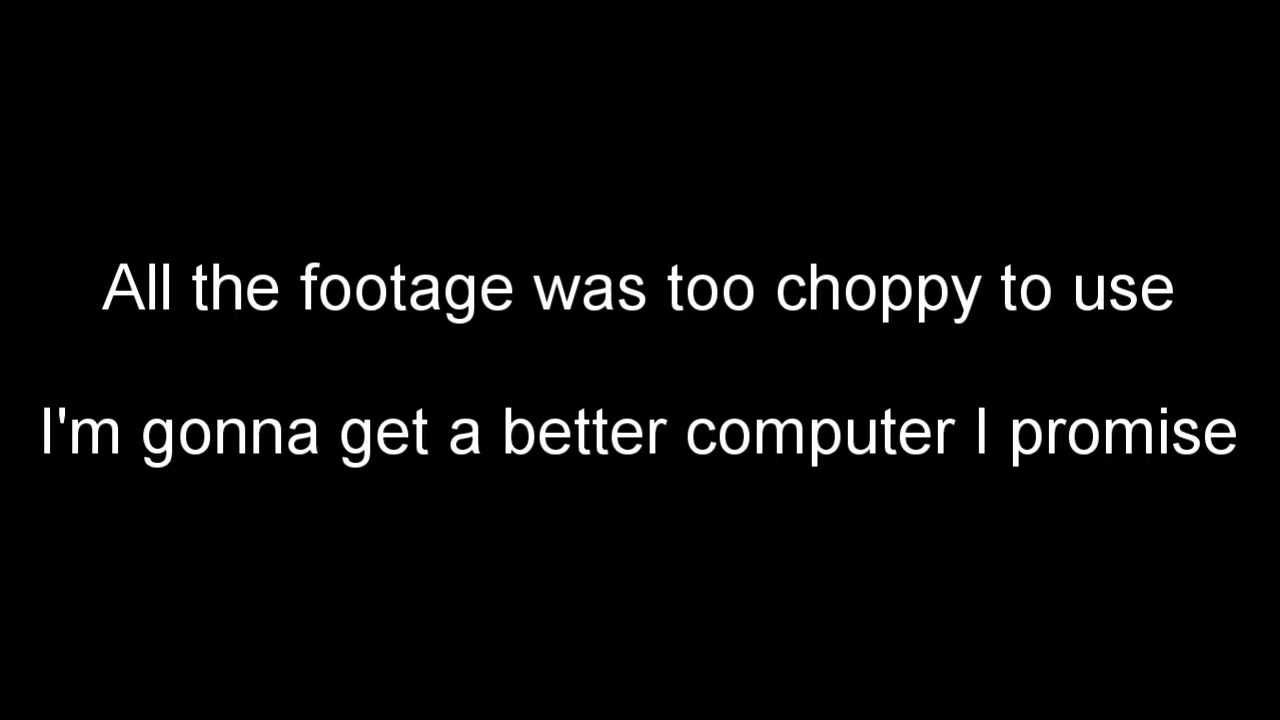 All the footage was too choppy to use
I'm gonna get a better computer I promise